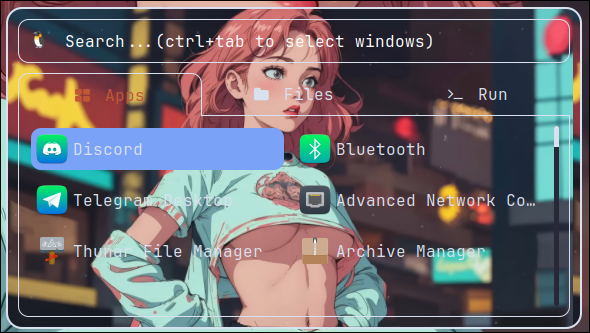 Search...(ctrl+tab to select windows)
Apps Files Run
Discord Bluetooth
Telegram Desktop Advanced Network Co…
Thunar File Manager Archive Manager